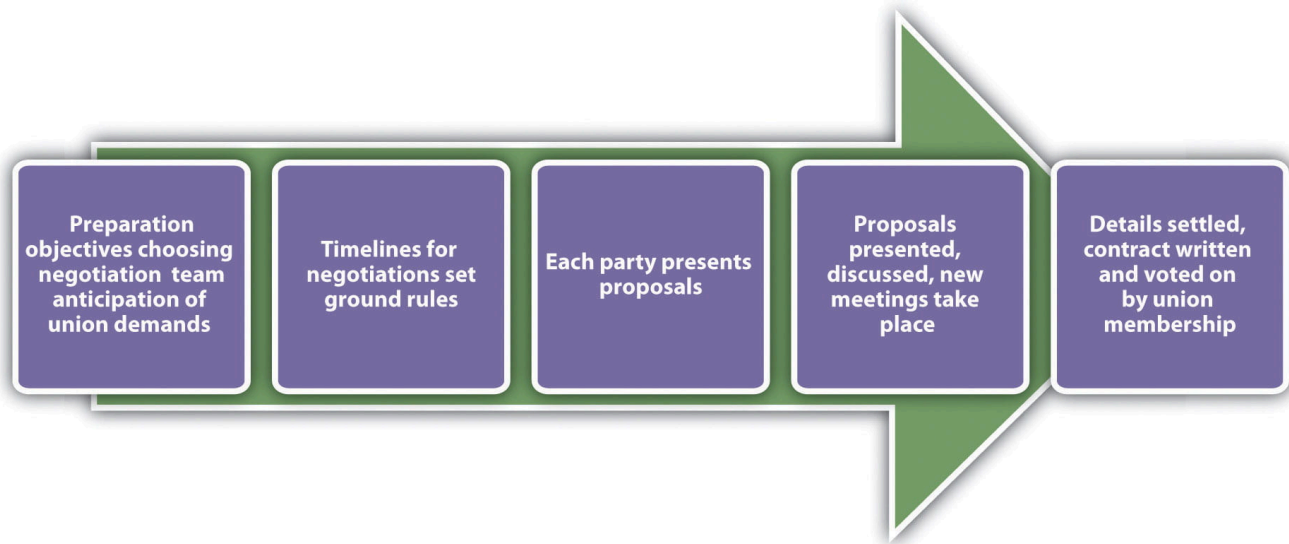 Preparation
objectives choosing
negotiation team
anticipation of
union demands
Timelines for
negotiations set
ground rules
Each party presents
proposals
Proposals
presented,
discussed, new
meetings take
place
Details settled,
contract written
and voted on
by union
membership